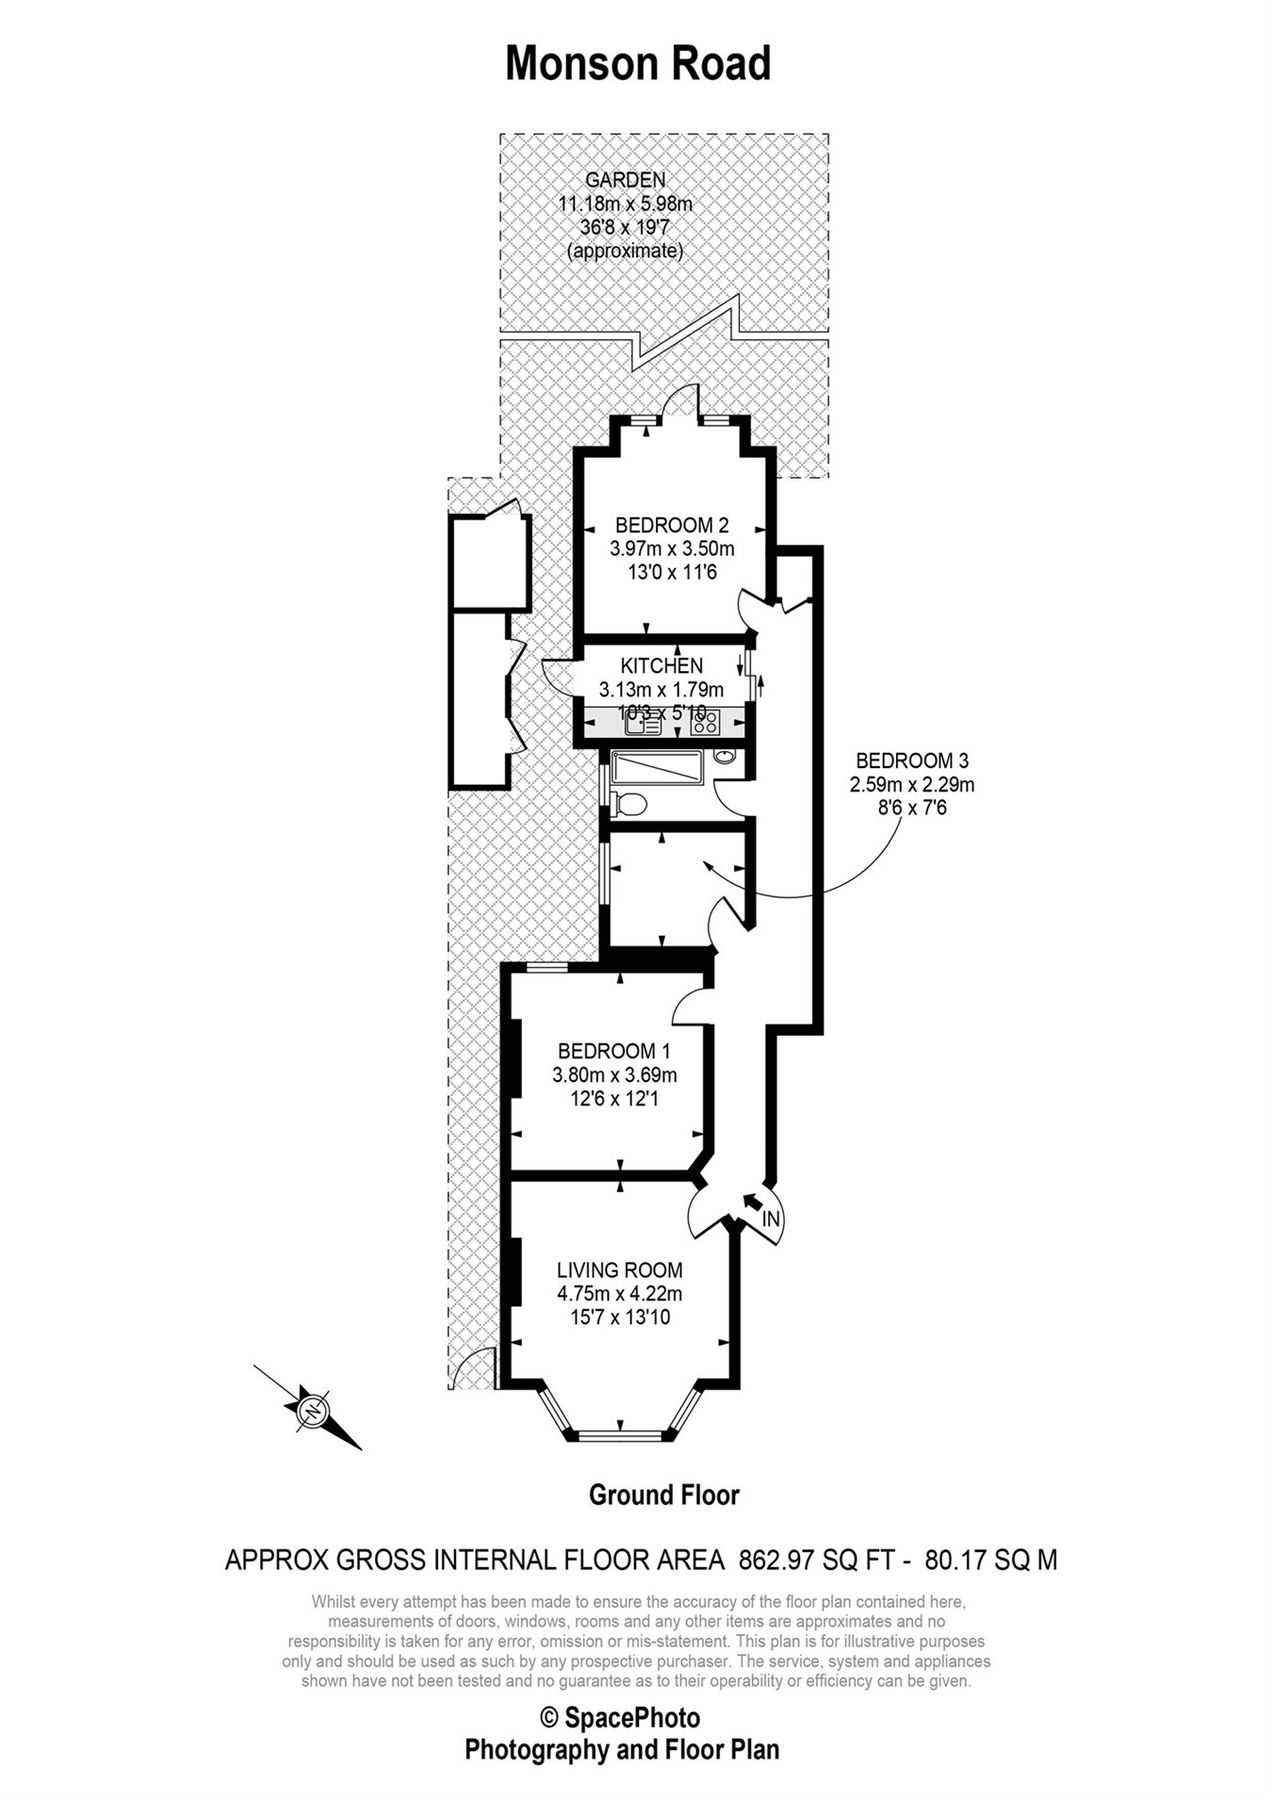 Monson Road
GARDEN
11.18m x 5.98m
36'8 x 19'7
(approximate)
BEDROOM 2
3.97m x 3.50m
13'0 x 11'6
KITCHEN
3.13m x 1.79m
10'3 x 5'10
BEDROOM 3
2.59m x 2.29m
8'6 x 7'6
BEDROOM 1
3.80m x 3.69m
12'6 x 12'1
IN
LIVING ROOM
4.75m x 4.22m
15'7 x 13'10
N
Ground Floor
APPROX GROSS INTERNAL FLOOR AREA 862.97 SQ FT - 80.17 SQ M
Whilst every attempt has been made to ensure the accuracy of the floor plan contained here,
measurements of doors, windows, rooms and any other items are approximates and no
responsibility is taken for any error, omission or mis-statement. This plan is for illustrative purposes
only and should be used as such by any prospective purchaser. The service, system and appliances
shown have not been tested and no guarantee as to their operability or efficiency can be given.
© SpacePhoto
Photography and Floor Plan